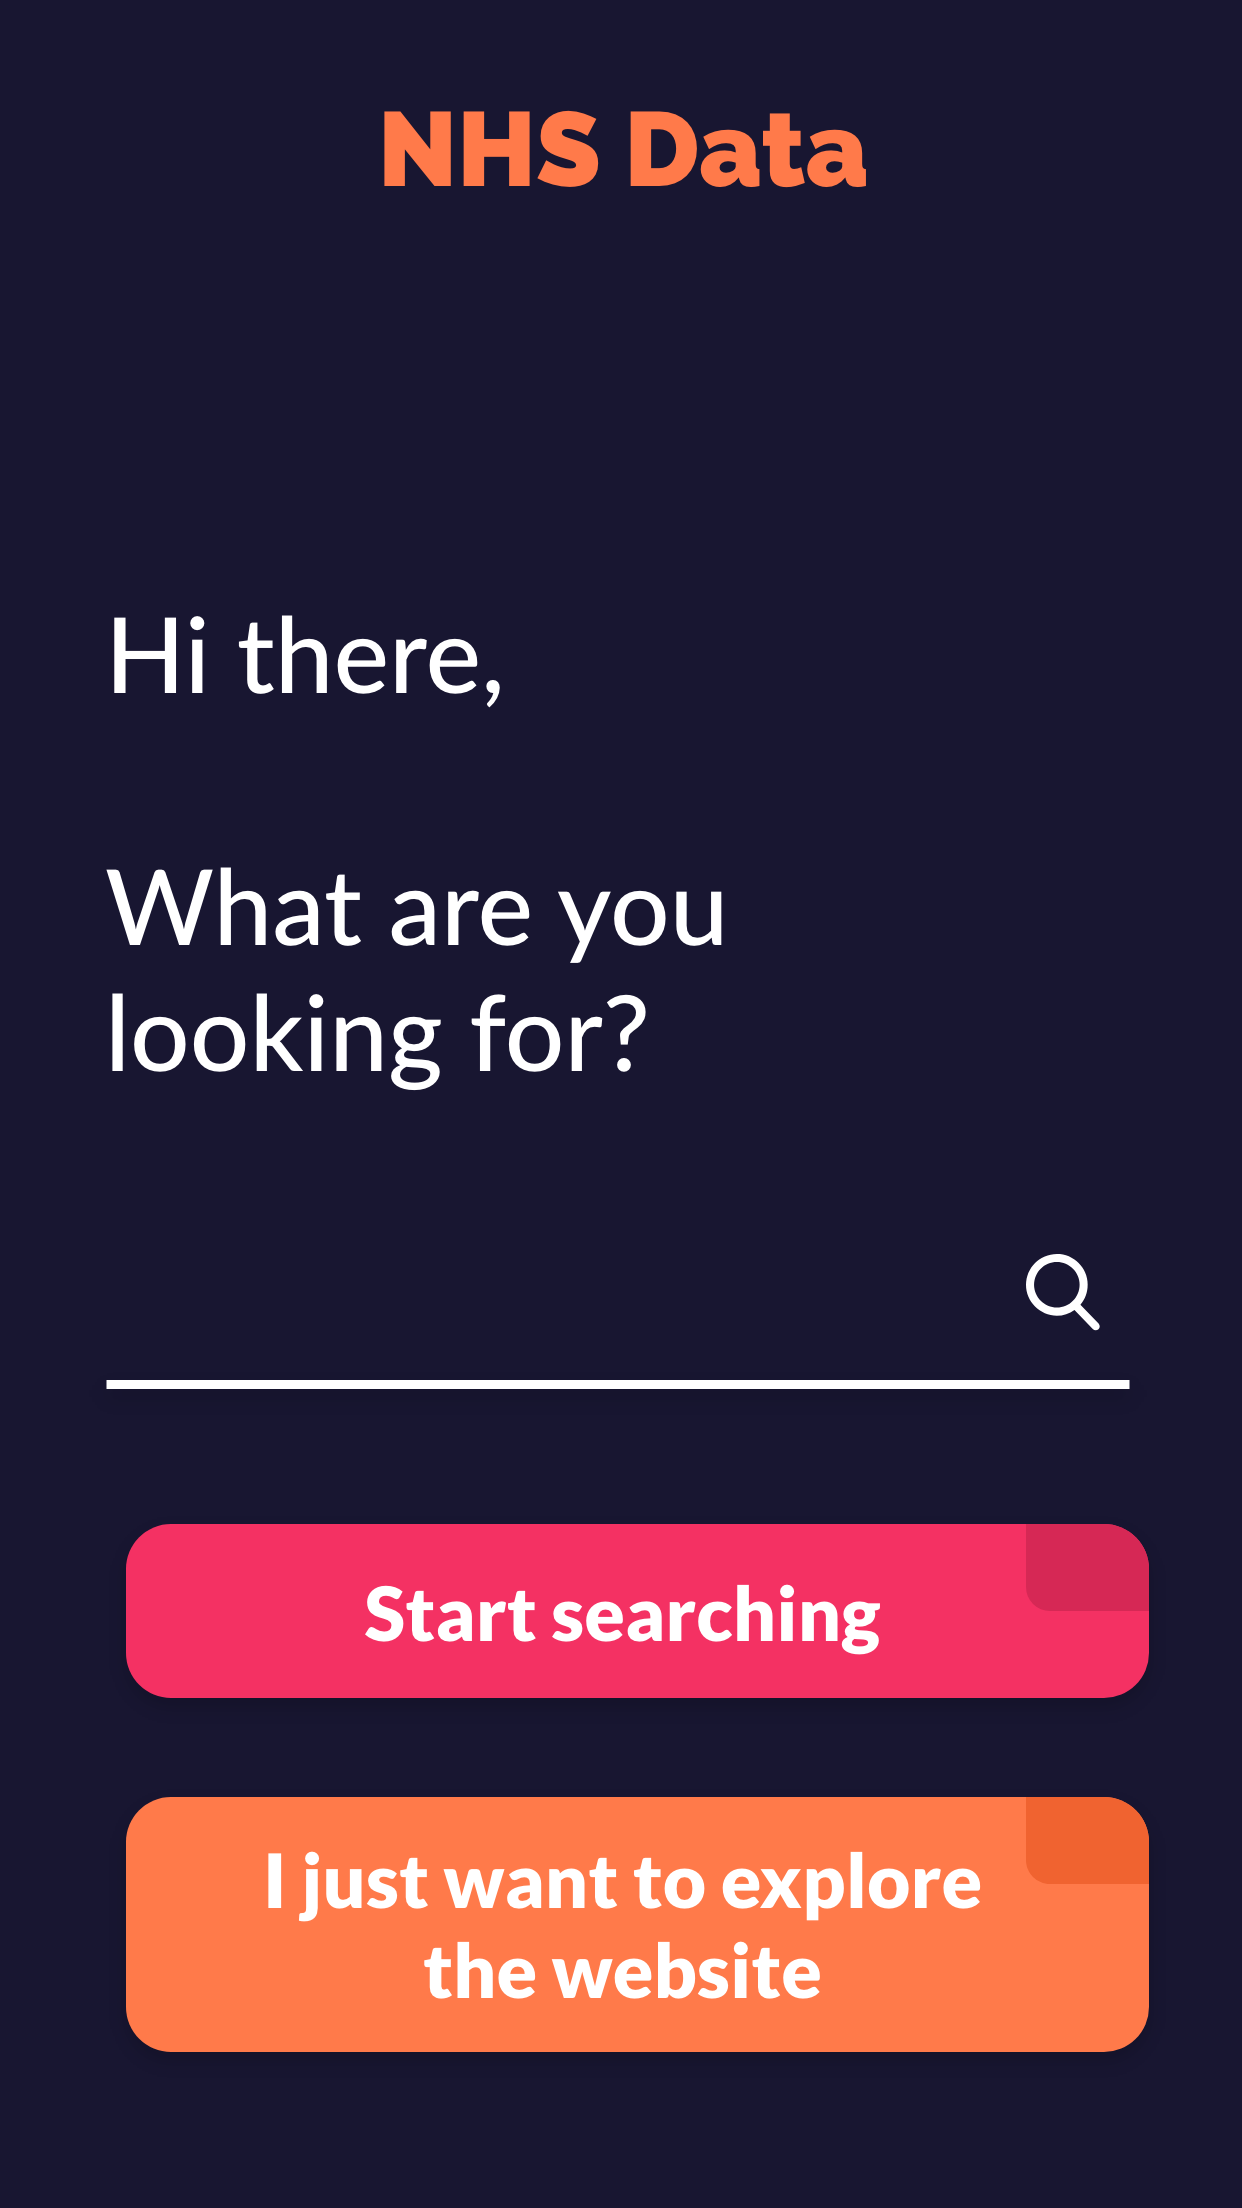 NHS Data
Hi there,
What are you
looking for?
Start searching
I just want to explore
the website